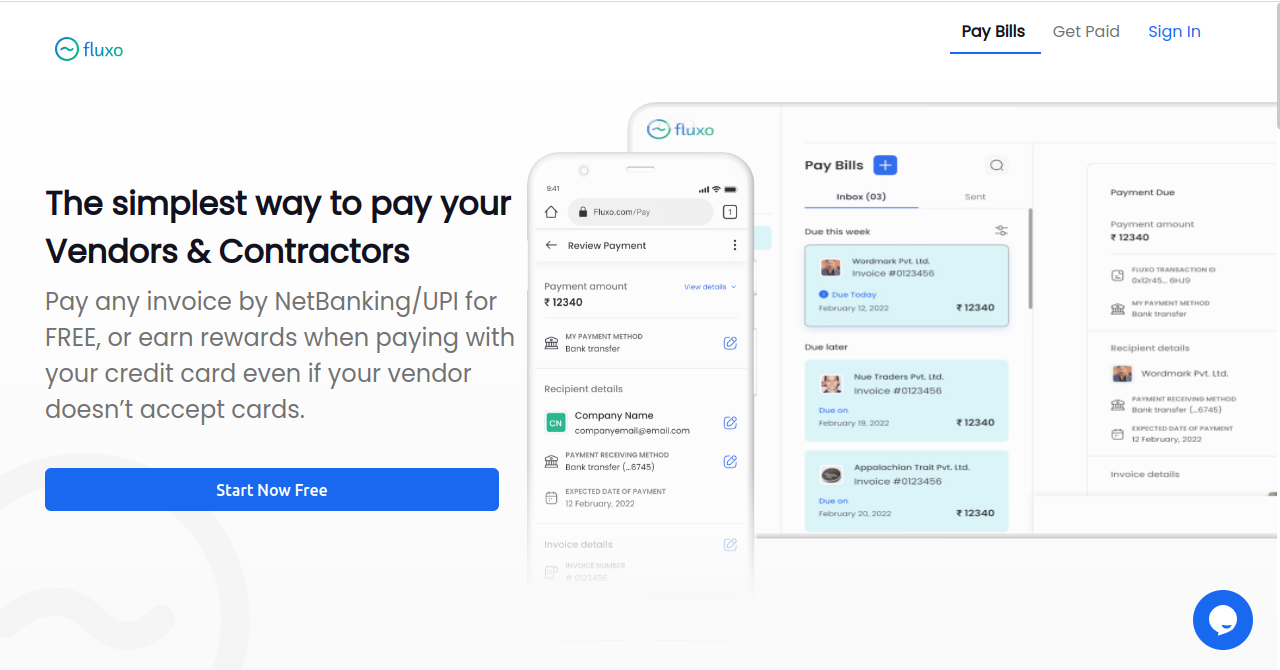 fluxo
Pay Bills
Get Paid
Sign In
The simplest way to pay your
Vendors & Contractors
Pay any invoice by NetBanking/UPI for
FREE, or earn rewards when paying with
your credit card even if your vendor
doesn’t accept cards.
Start Now Free
9:41
Fluxo.com/Pay
1
Review Payment
Payment amount
View details
₹ 12340
MY PAYMENT METHOD
Bank transfer
Recipient details
CN
Company Name
companyemail@email.com
PAYMENT RECEIVING METHOD
Bank transfer (...6745)
EXPECTED DATE OF PAYMENT
12 February, 2022
Invoice details
INVOICE NUMBER
# 0123456
fluxo
Pay Bills
Inbox (03)
Sent
Due this week
Wordmark Pvt. Ltd.
Invoice #0123456
Due Today
February 12, 2022
₹ 12340
Due later
Nue Traders Pvt. Ltd.
Invoice #0123456
Due on
February 19, 2022
₹ 12340
Appalachian Trait Pvt. Ltd.
Invoice #0123456
Due on
February 20, 2022
₹ 12340
Payment Due
Payment amount
₹ 12340
FLUXO TRANSACTION ID
0x12r45... 6HJ9
MY PAYMENT METHOD
Bank transfer
Recipient details
Wordmark Pvt. Ltd.
PAYMENT RECEIVING METHOD
Bank transfer (...6745)
EXPECTED DATE OF PAYMENT
12 February, 2022
Invoice details